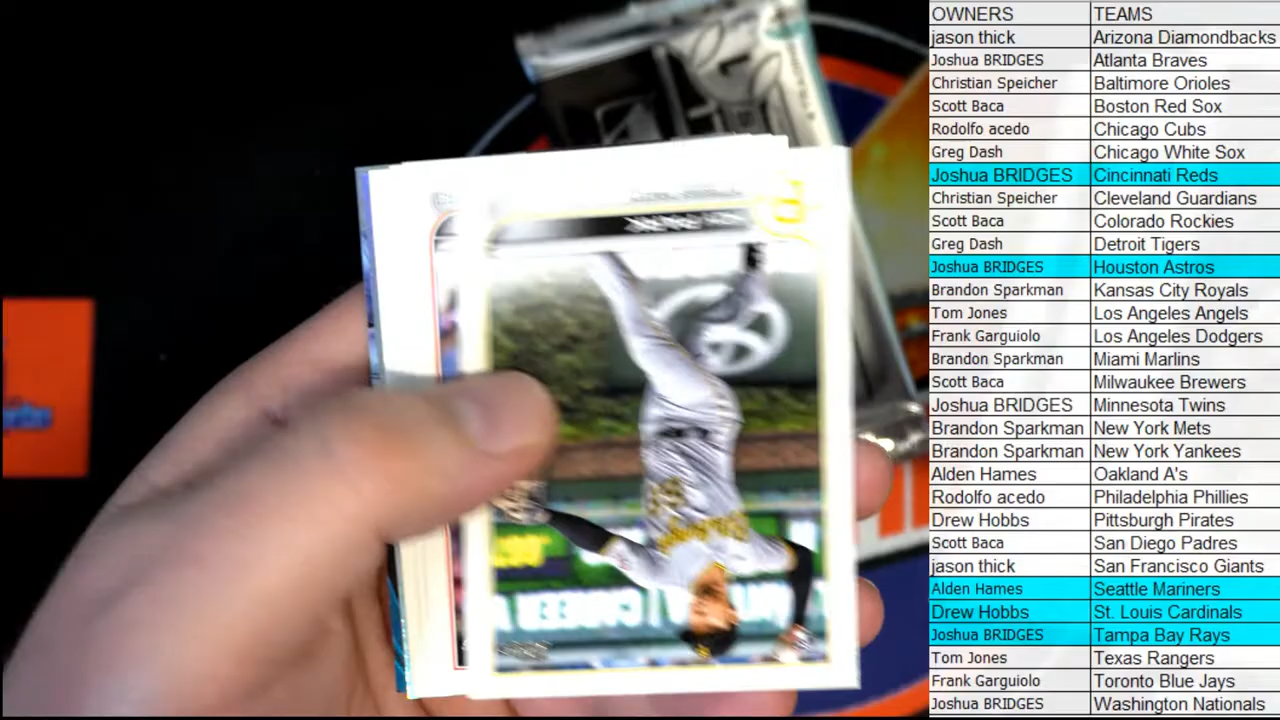 OWNERS TEAMS
jason thick Arizona Diamondbacks
Joshua BRIDGES Atlanta Braves
Christian Speicher Baltimore Orioles
Scott Baca Boston Red Sox
Rodolfo acedo Chicago Cubs
Greg Dash Chicago White Sox
Joshua BRIDGES Cincinnati Reds
Christian Speicher Cleveland Guardians
Scott Baca Colorado Rockies
Greg Dash Detroit Tigers
Joshua BRIDGES Houston Astros
Brandon Sparkman Kansas City Royals
Tom Jones Los Angeles Angels
Frank Garguiolo Los Angeles Dodgers
Brandon Sparkman Miami Marlins
Scott Baca Milwaukee Brewers
Joshua BRIDGES Minnesota Twins
Brandon Sparkman New York Mets
Brandon Sparkman New York Yankees
Alden Hames Oakland A's
Rodolfo acedo Philadelphia Phillies
Drew Hobbs Pittsburgh Pirates
Scott Baca San Diego Padres
jason thick San Francisco Giants
Alden Hames Seattle Mariners
Drew Hobbs St. Louis Cardinals
Joshua BRIDGES Tampa Bay Rays
Tom Jones Texas Rangers
Frank Garguiolo Toronto Blue Jays
Joshua BRIDGES Washington Nationals